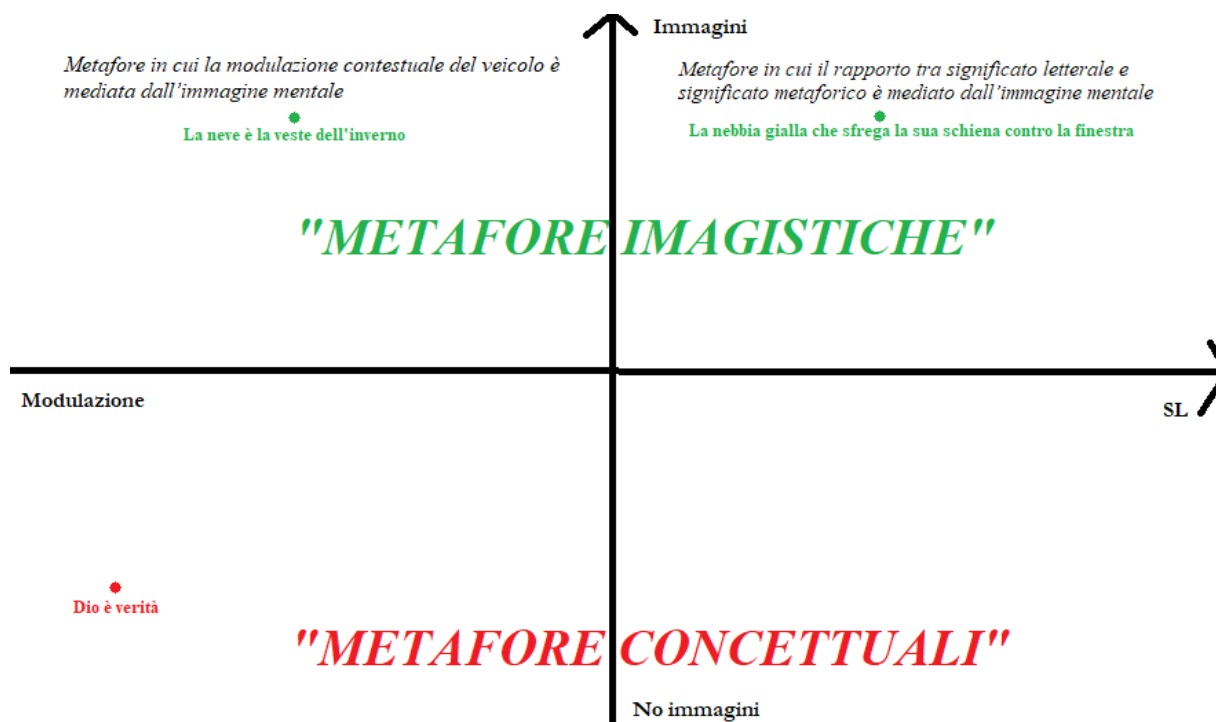 Immagini
Metafore in cui la modulazione contestuale del veicolo è
mediata dall'immagine mentale
La neve è la veste dell'inverno
Metafore in cui il rapporto tra significato letterale e
significato metaforico è mediato dall'immagine mentale
La nebbia gialla che sfrega la sua schiena contro la finestra
"METAFORE IMAGISTICHE"
Modulazione
SL
Dio è verità
"METAFORE CONCETTUALI"
No immagini